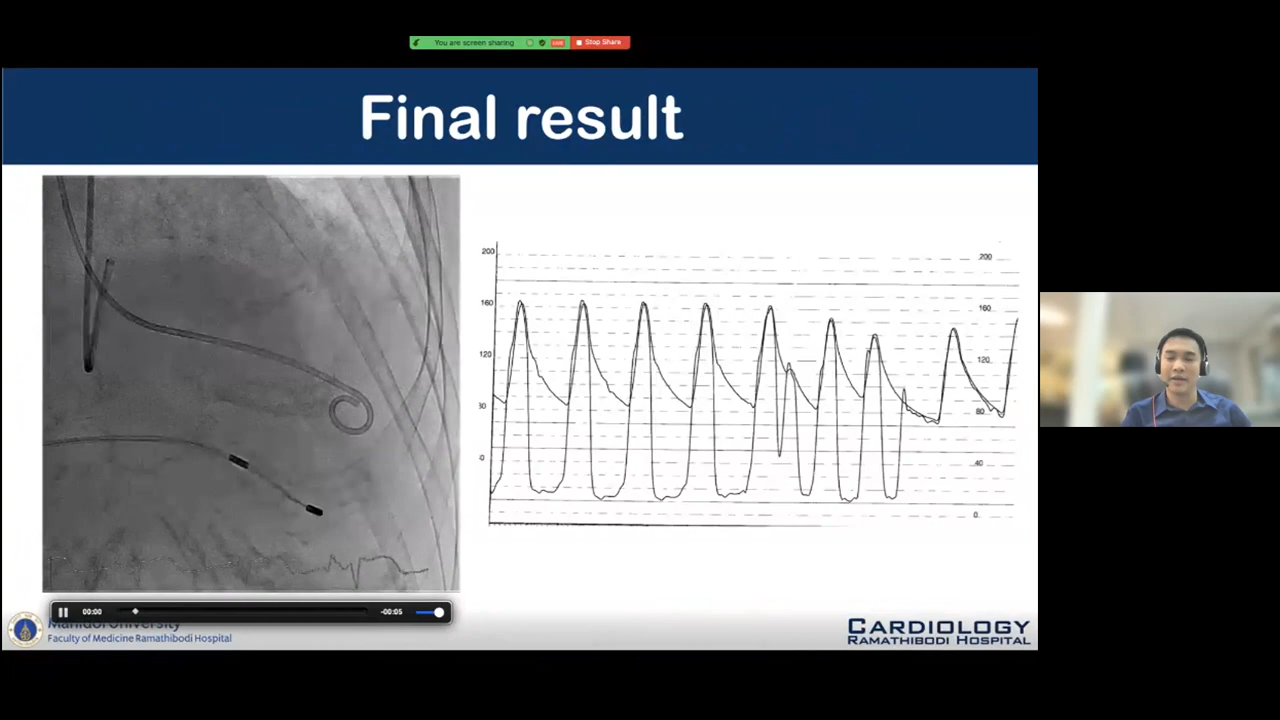 You are screen sharing
Stop Share
Final result
200
160
120
80
0
200
160
120
80
40
0
00:00
-00:05
Mahidol University
Faculty of Medicine Ramathibodi Hospital
CARDIOLOGY
RAMATHIBODI HOSPITAL